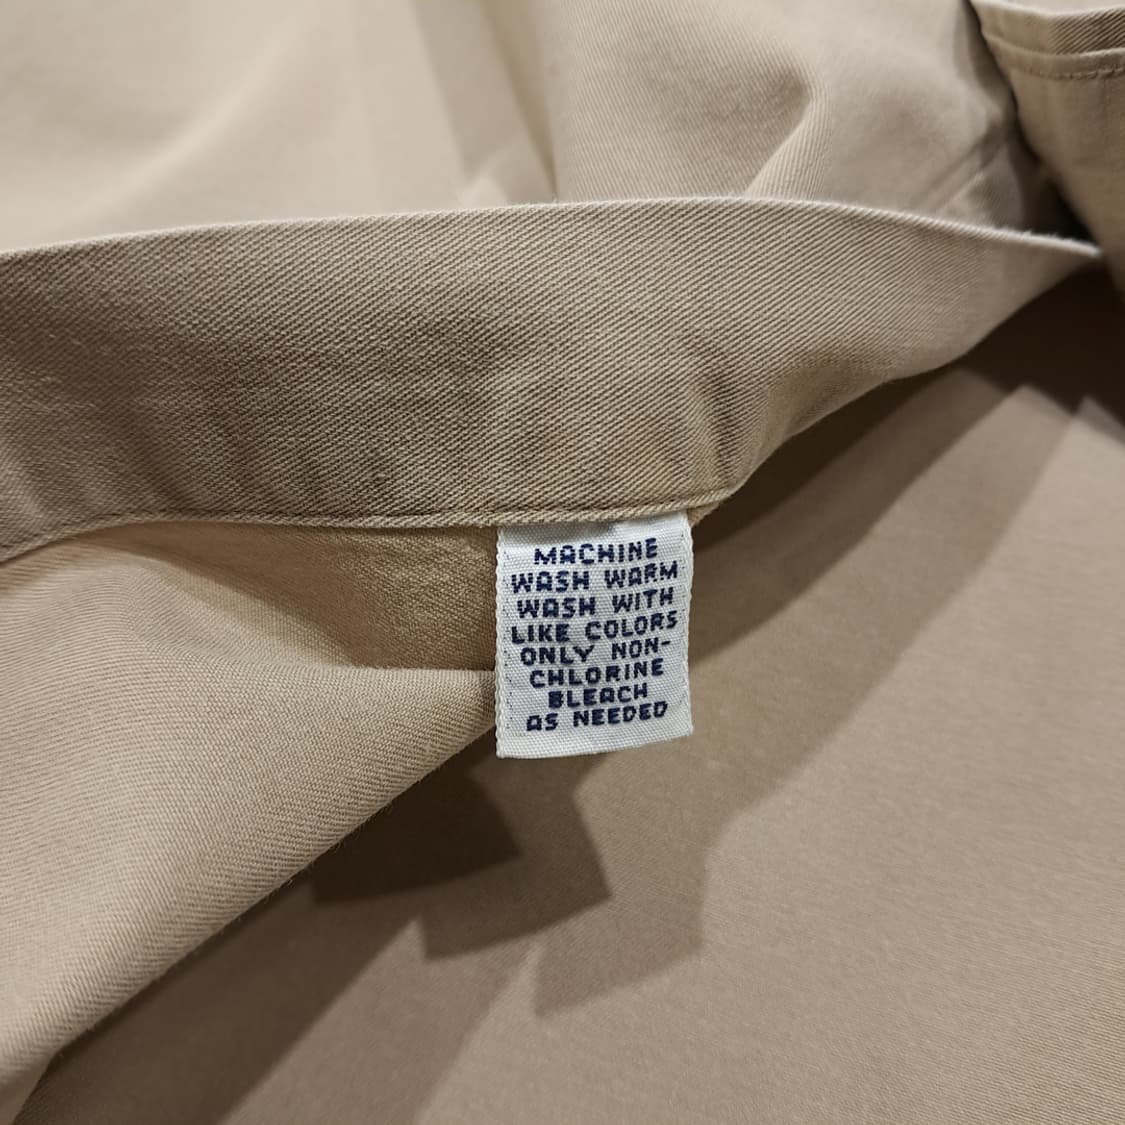 MACHINE
WASH WARM
WASH WITH
LIKE COLORS
ONLY NON-
CHLORINE
BLEACH
AS NEEDED